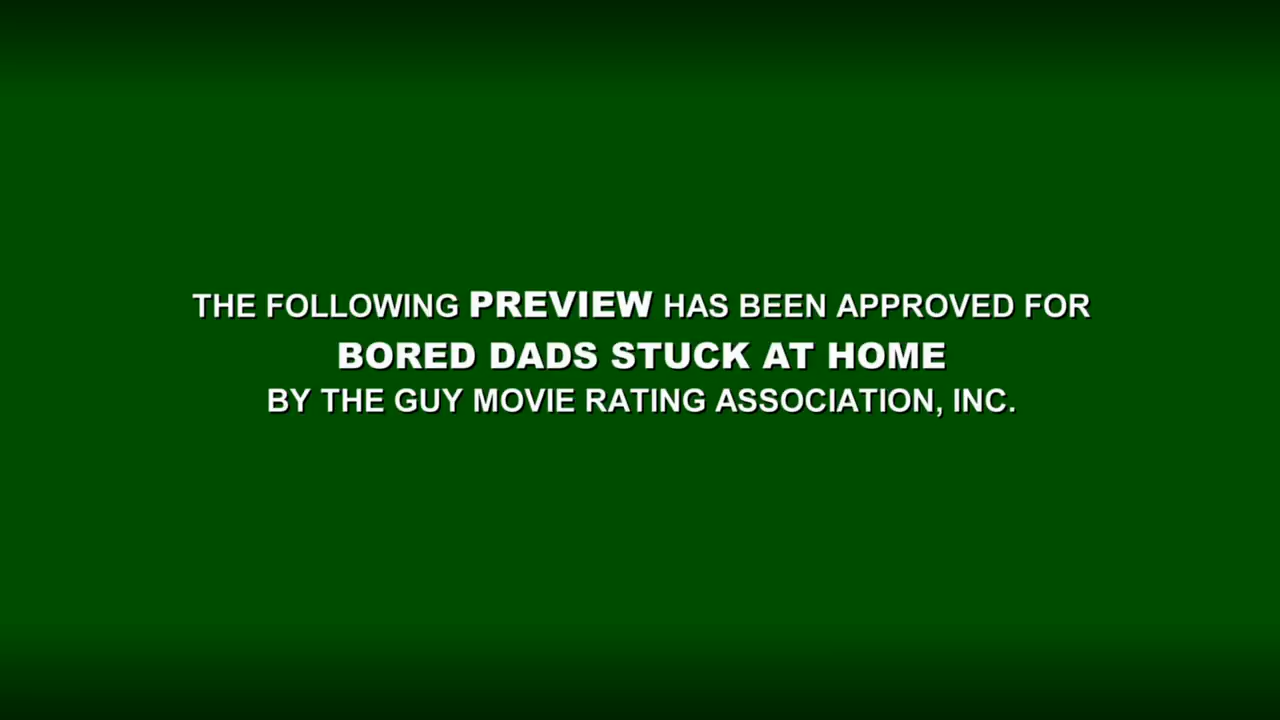 THE FOLLOWING PREVIEW HAS BEEN APPROVED FOR
BORED DADS STUCK AT HOME
BY THE GUY MOVIE RATING ASSOCIATION, INC.